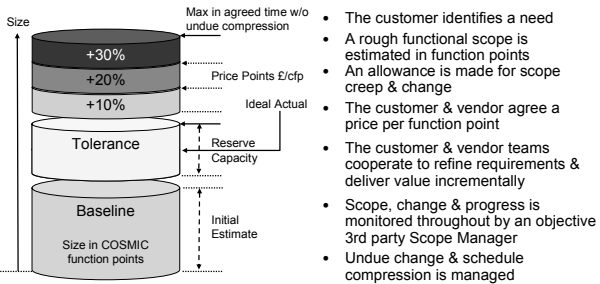 Size
Max in agreed time w/o
undue compression
+30%
+20%
Price Points £/cfp
+10%
Ideal Actual
Tolerance
Reserve
Capacity
Baseline
Size in COSMIC
function points
Initial
Estimate
• The customer identifies a need
• A rough functional scope is
estimated in function points
• An allowance is made for scope
creep & change
• The customer & vendor agree a
price per function point
• The customer & vendor teams
cooperate to refine requirements &
deliver value incrementally
• Scope, change & progress is
monitored throughout by an objective
3rd party Scope Manager
• Undue change & schedule
compression is managed